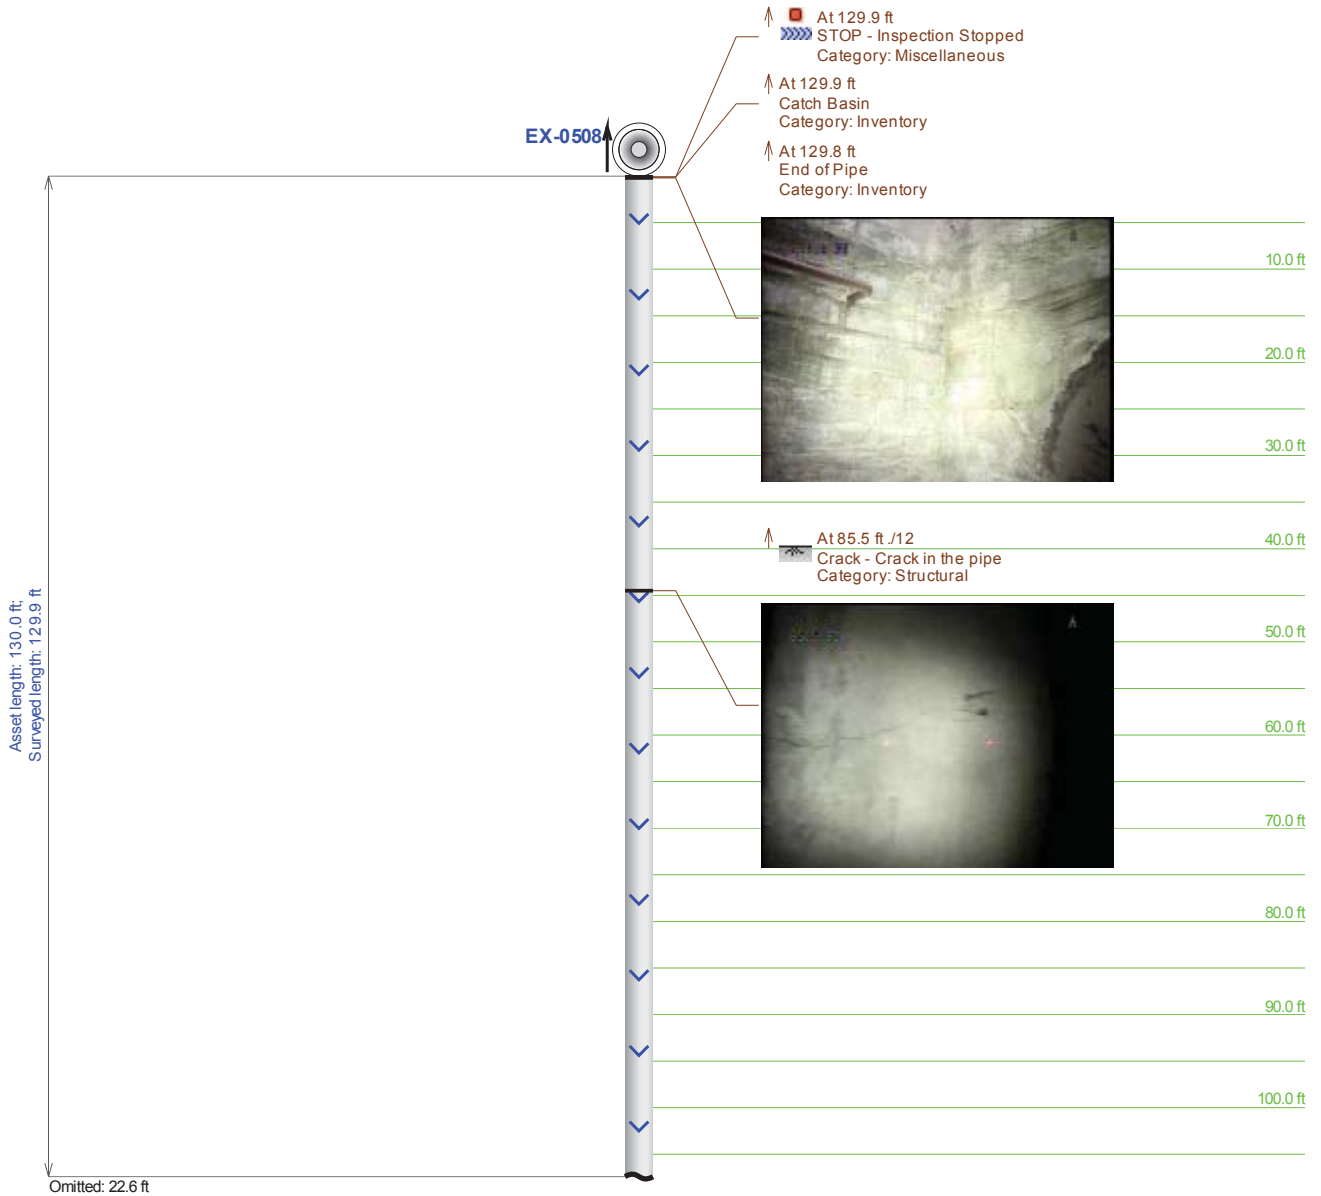 At 129.9 ft
STOP - Inspection Stopped
Category: Miscellaneous
At 129.9 ft
Catch Basin
Category: Inventory
EX-0508
At 129.8 ft
End of Pipe
Category: Inventory
10.0 ft
20.0 ft
30.0 ft
At 85.5 ft ./12
Crack - Crack in the pipe
Category: Structural
40.0 ft
50.0 ft
Asset length: 130.0 ft;
Surveyed length: 129.9 ft
60.0 ft
70.0 ft
80.0 ft
90.0 ft
100.0 ft
Omitted: 22.6 ft